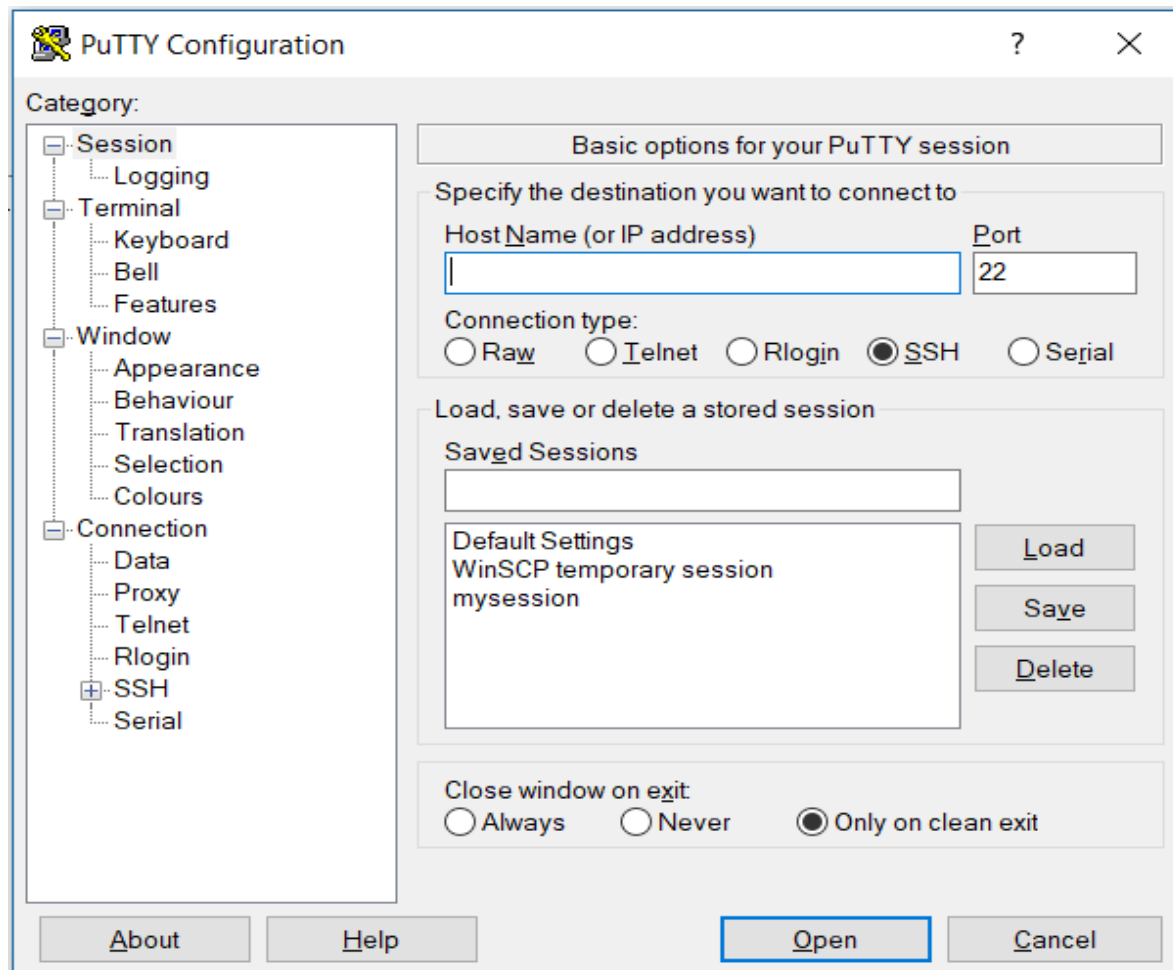 PuTTY Configuration
?
Category:
Session
Logging
Terminal
Keyboard
Bell
Features
Window
Appearance
Behaviour
Translation
Selection
Colours
Connection
Data
Proxy
Telnet
Rlogin
SSH
Serial
Basic options for your PuTTY session
Specify the destination you want to connect to
Host Name (or IP address) Port
22
Connection type:
Raw Telnet Rlogin SSH Serial
Load, save or delete a stored session
Saved Sessions
Default Settings
WinSCP temporary session
mysession
Load
Save
Delete
Close window on exit:
Always Never Only on clean exit
About Help Open Cancel